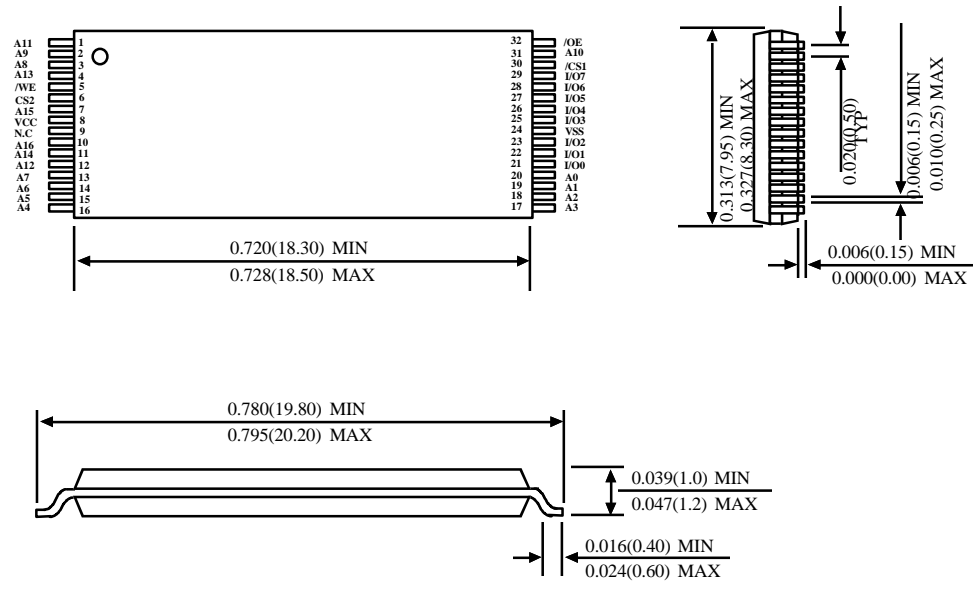 A11 1 32 /OE
A9 2 31 A10
A8 3 30 /CS1
A13 4 29 I/O7
/WE 5 28 I/O6
CS2 6 27 I/O5
A15 7 26 I/O4
VCC 8 25 I/O3
N.C 9 24 VSS
A16 10 23 I/O2
A14 11 22 I/O1
A12 12 21 I/O0
A7 13 20 A0
A6 14 19 A1
A5 15 18 A2
A4 16 17 A3
0.720(18.30) MIN
0.728(18.50) MAX
0.313(7.95) MIN
0.327(8.30) MAX
0.020(0.50)
TYP
0.006(0.15) MIN
0.010(0.25) MAX
0.006(0.15) MIN
0.000(0.00) MAX
0.780(19.80) MIN
0.795(20.20) MAX
0.039(1.0) MIN
0.047(1.2) MAX
0.016(0.40) MIN
0.024(0.60) MAX